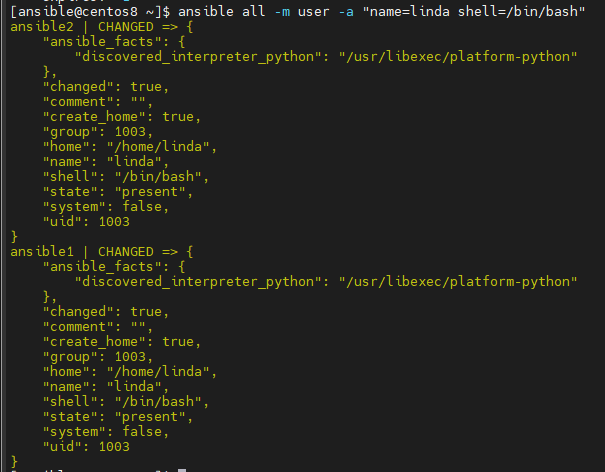 [ansible@centos8 ~]$ ansible all -m user -a "name=linda shell=/bin/bash"
ansible2 | CHANGED => {
    "ansible_facts": {
        "discovered_interpreter_python": "/usr/libexec/platform-python"
    },
    "changed": true,
    "comment": "",
    "create_home": true,
    "group": 1003,
    "home": "/home/linda",
    "name": "linda",
    "shell": "/bin/bash",
    "state": "present",
    "system": false,
    "uid": 1003
}
ansible1 | CHANGED => {
    "ansible_facts": {
        "discovered_interpreter_python": "/usr/libexec/platform-python"
    },
    "changed": true,
    "comment": "",
    "create_home": true,
    "group": 1003,
    "home": "/home/linda",
    "name": "linda",
    "shell": "/bin/bash",
    "state": "present",
    "system": false,
    "uid": 1003
}